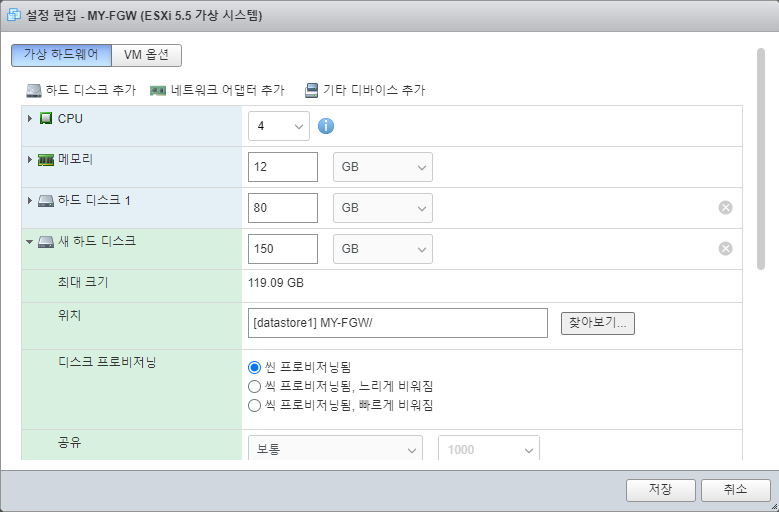 설정 편집 - MY-FGW (ESXi 5.5 가상 시스템)
가상 하드웨어 VM 옵션
하드 디스크 추가 네트워크 어댑터 추가 기타 디바이스 추가
CPU 4
메모리 12 GB
하드 디스크 1 80 GB
새 하드 디스크 150 GB
최대 크기 119.09 GB
위치 [datastore1] MY-FGW/ 찾아보기...
디스크 프로비저닝 씬 프로비저닝됨
씩 프로비저닝됨, 느리게 비워짐
씩 프로비저닝됨, 빠르게 비워짐
공유 보통 1000
저장 취소